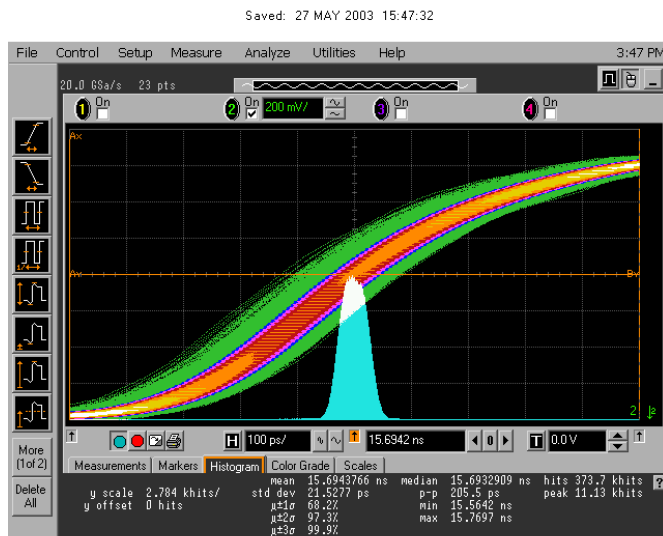 Saved: 27 MAY 2003 15:47:32
File Control Setup Measure Analyze Utilities Help 3:47 PM
20.0 GSa/s 23 pts
1 On 2 On 200 mV/ 3 On 4 On
Ax
Ay By
2
More
(1 of 2)
Delete
All
H 100 ps/ 15.6942 ns 0 T 0.0 V
Measurements Markers Histogram Color Grade Scales
mean 15.6943766 ns median 15.6932909 ns hits 373.7 khits ?
y scale 2.784 khits/ std dev 21.5277 ps p-p 205.5 ps peak 11.13 khits
y offset 0 hits µ±1σ 68.2% min 15.5642 ns
µ±2σ 97.3% max 15.7697 ns
µ±3σ 99.9%